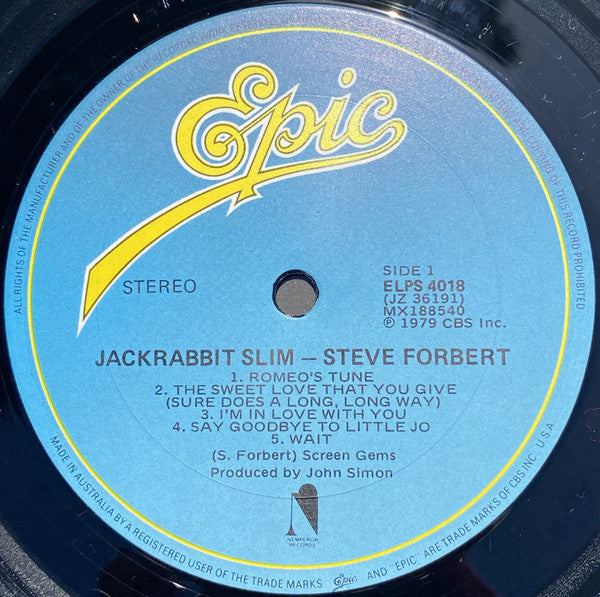 Epic
STEREO
SIDE 1
ELPS 4018
(JZ 36191)
MX188540
℗ 1979 CBS Inc.
JACKRABBIT SLIM – STEVE FORBERT
1. ROMEO'S TUNE
2. THE SWEET LOVE THAT YOU GIVE
(SURE DOES A LONG, LONG WAY)
3. I'M IN LOVE WITH YOU
4. SAY GOODBYE TO LITTLE JO
5. WAIT
(S. Forbert) Screen Gems
Produced by John Simon
N
NEMPEROR
RECORDS
ALL RIGHTS OF THE MANUFACTURER AND OF THE OWNER OF THE RECORDED WORK
COPYING OF THIS RECORD PROHIBITED
MADE IN AUSTRALIA BY A REGISTERED USER OF THE TRADE MARKS Epic AND "EPIC" ARE TRADE MARKS OF CBS INC. U.S.A.